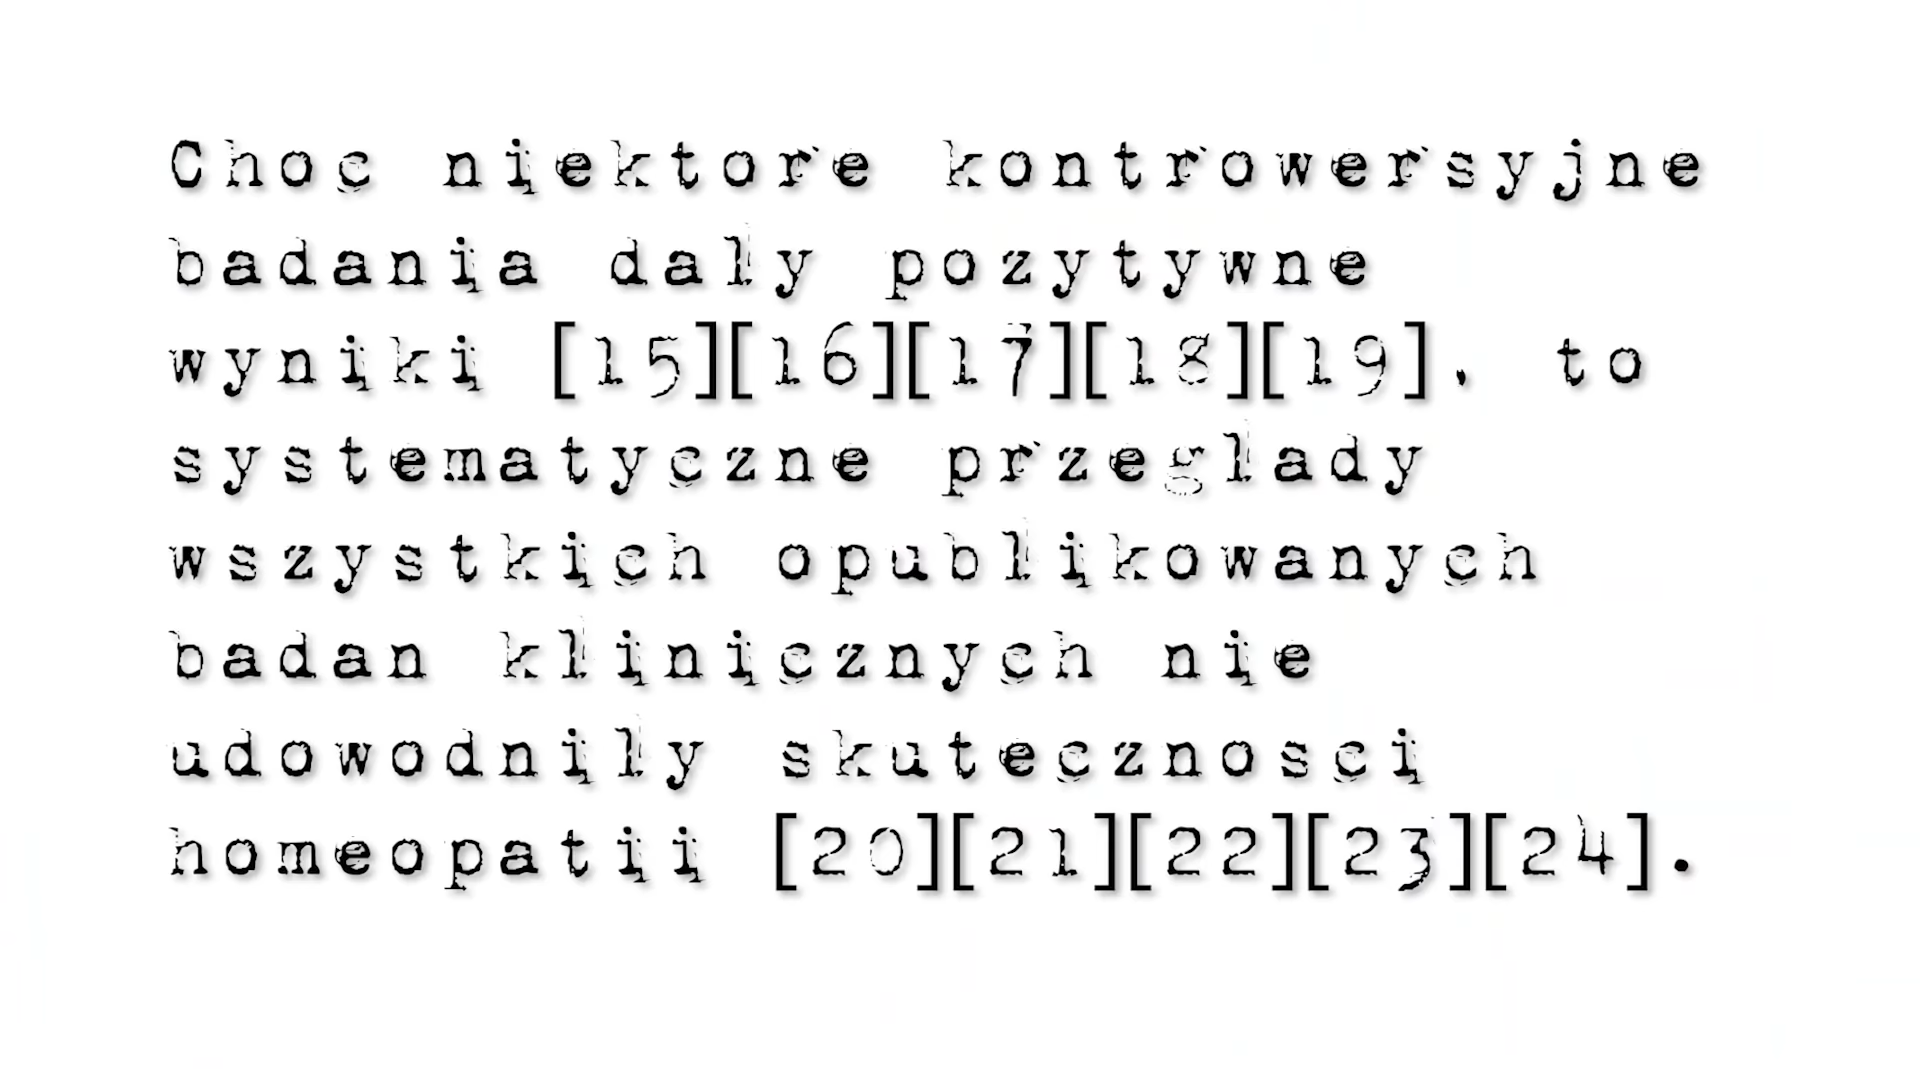 Choc niektore kontrowersyjne
badania daly pozytywne
wyniki [15][16][17][18][19], to
systematyczne przeglady
wszystkich opublikowanych
badan klinicznych nie
udowodnily skutecznosci
homeopatii [20][21][22][23][24].